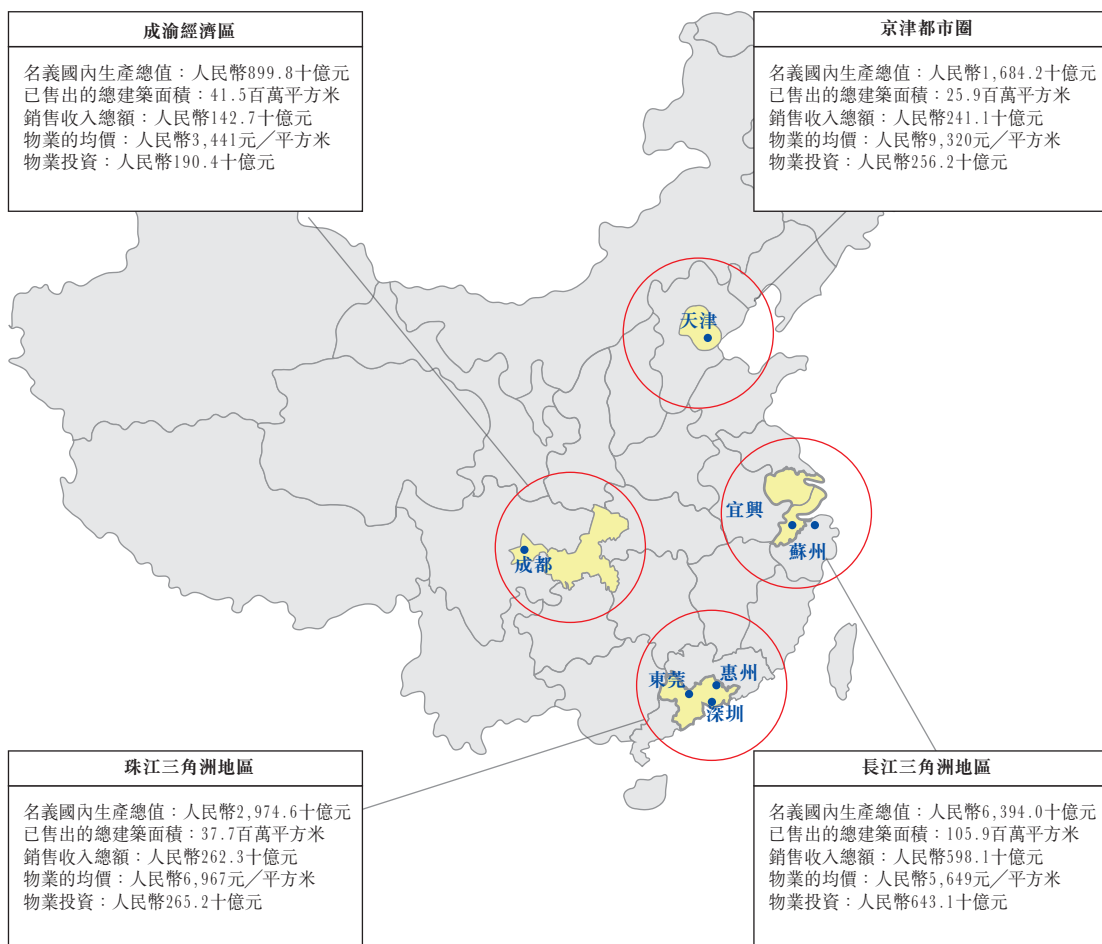 成渝經濟區
名義國內生產總值：人民幣899.8十億元
已售出的總建築面積：41.5百萬平方米
銷售收入總額：人民幣142.7十億元
物業的均價：人民幣3,441元／平方米
物業投資：人民幣190.4十億元
京津都市圈
名義國內生產總值：人民幣1,684.2十億元
已售出的總建築面積：25.9百萬平方米
銷售收入總額：人民幣241.1十億元
物業的均價：人民幣9,320元／平方米
物業投資：人民幣256.2十億元
天津
宜興
蘇州
成都
東莞
惠州
深圳
珠江三角洲地區
名義國內生產總值：人民幣2,974.6十億元
已售出的總建築面積：37.7百萬平方米
銷售收入總額：人民幣262.3十億元
物業的均價：人民幣6,967元／平方米
物業投資：人民幣265.2十億元
長江三角洲地區
名義國內生產總值：人民幣6,394.0十億元
已售出的總建築面積：105.9百萬平方米
銷售收入總額：人民幣598.1十億元
物業的均價：人民幣5,649元／平方米
物業投資：人民幣643.1十億元